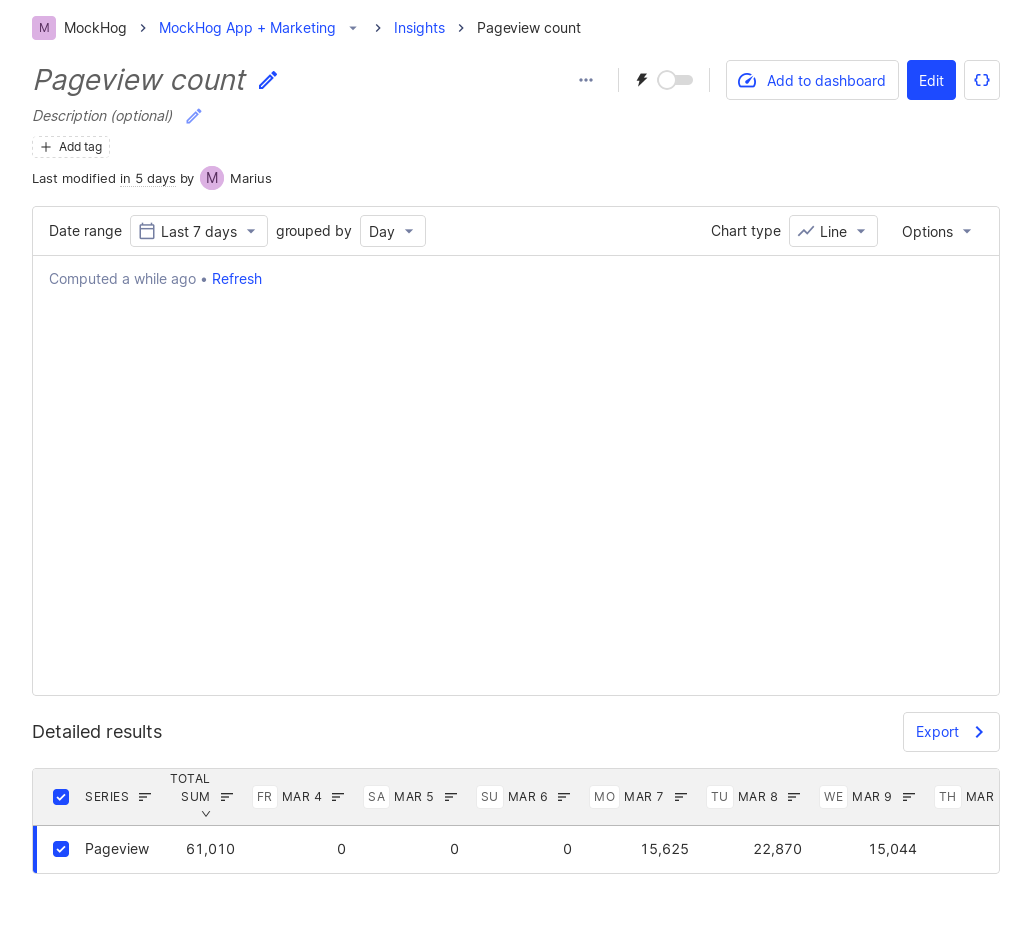 M MockHog MockHog App + Marketing Insights Pageview count
Pageview count Add to dashboard Edit
Description (optional)
Add tag
Last modified in 5 days by M Marius
Date range Last 7 days grouped by Day Chart type Line Options
Computed a while ago • Refresh
Detailed results Export
TOTAL
SERIES SUM FR MAR 4 SA MAR 5 SU MAR 6 MO MAR 7 TU MAR 8 WE MAR 9 TH MAR
Pageview 61,010 0 0 0 15,625 22,870 15,044